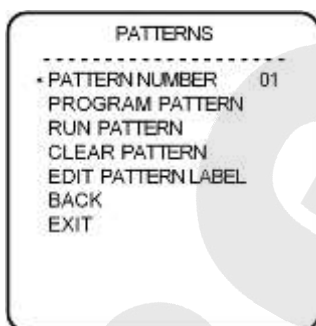 PATTERNS
- - - - - - - - - - - - - - - - - - - - - -
PATTERN NUMBER 01
PROGRAM PATTERN
RUN PATTERN
CLEAR PATTERN
EDIT PATTERN LABEL
BACK
EXIT